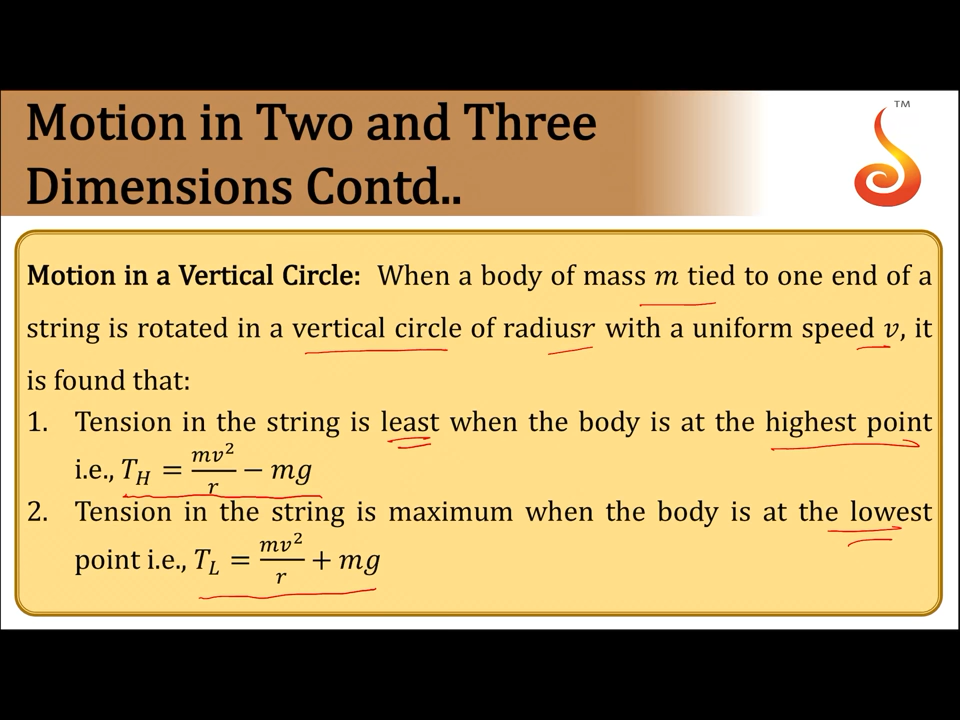 Motion in Two and Three
Dimensions Contd..
TM
Motion in a Vertical Circle: When a body of mass m tied to one end of a
string is rotated in a vertical circle of radiusr with a uniform speed v, it
is found that:
1. Tension in the string is least when the body is at the highest point
i.e., T_H = mv²/r − mg
2. Tension in the string is maximum when the body is at the lowest
point i.e., T_L = mv²/r + mg